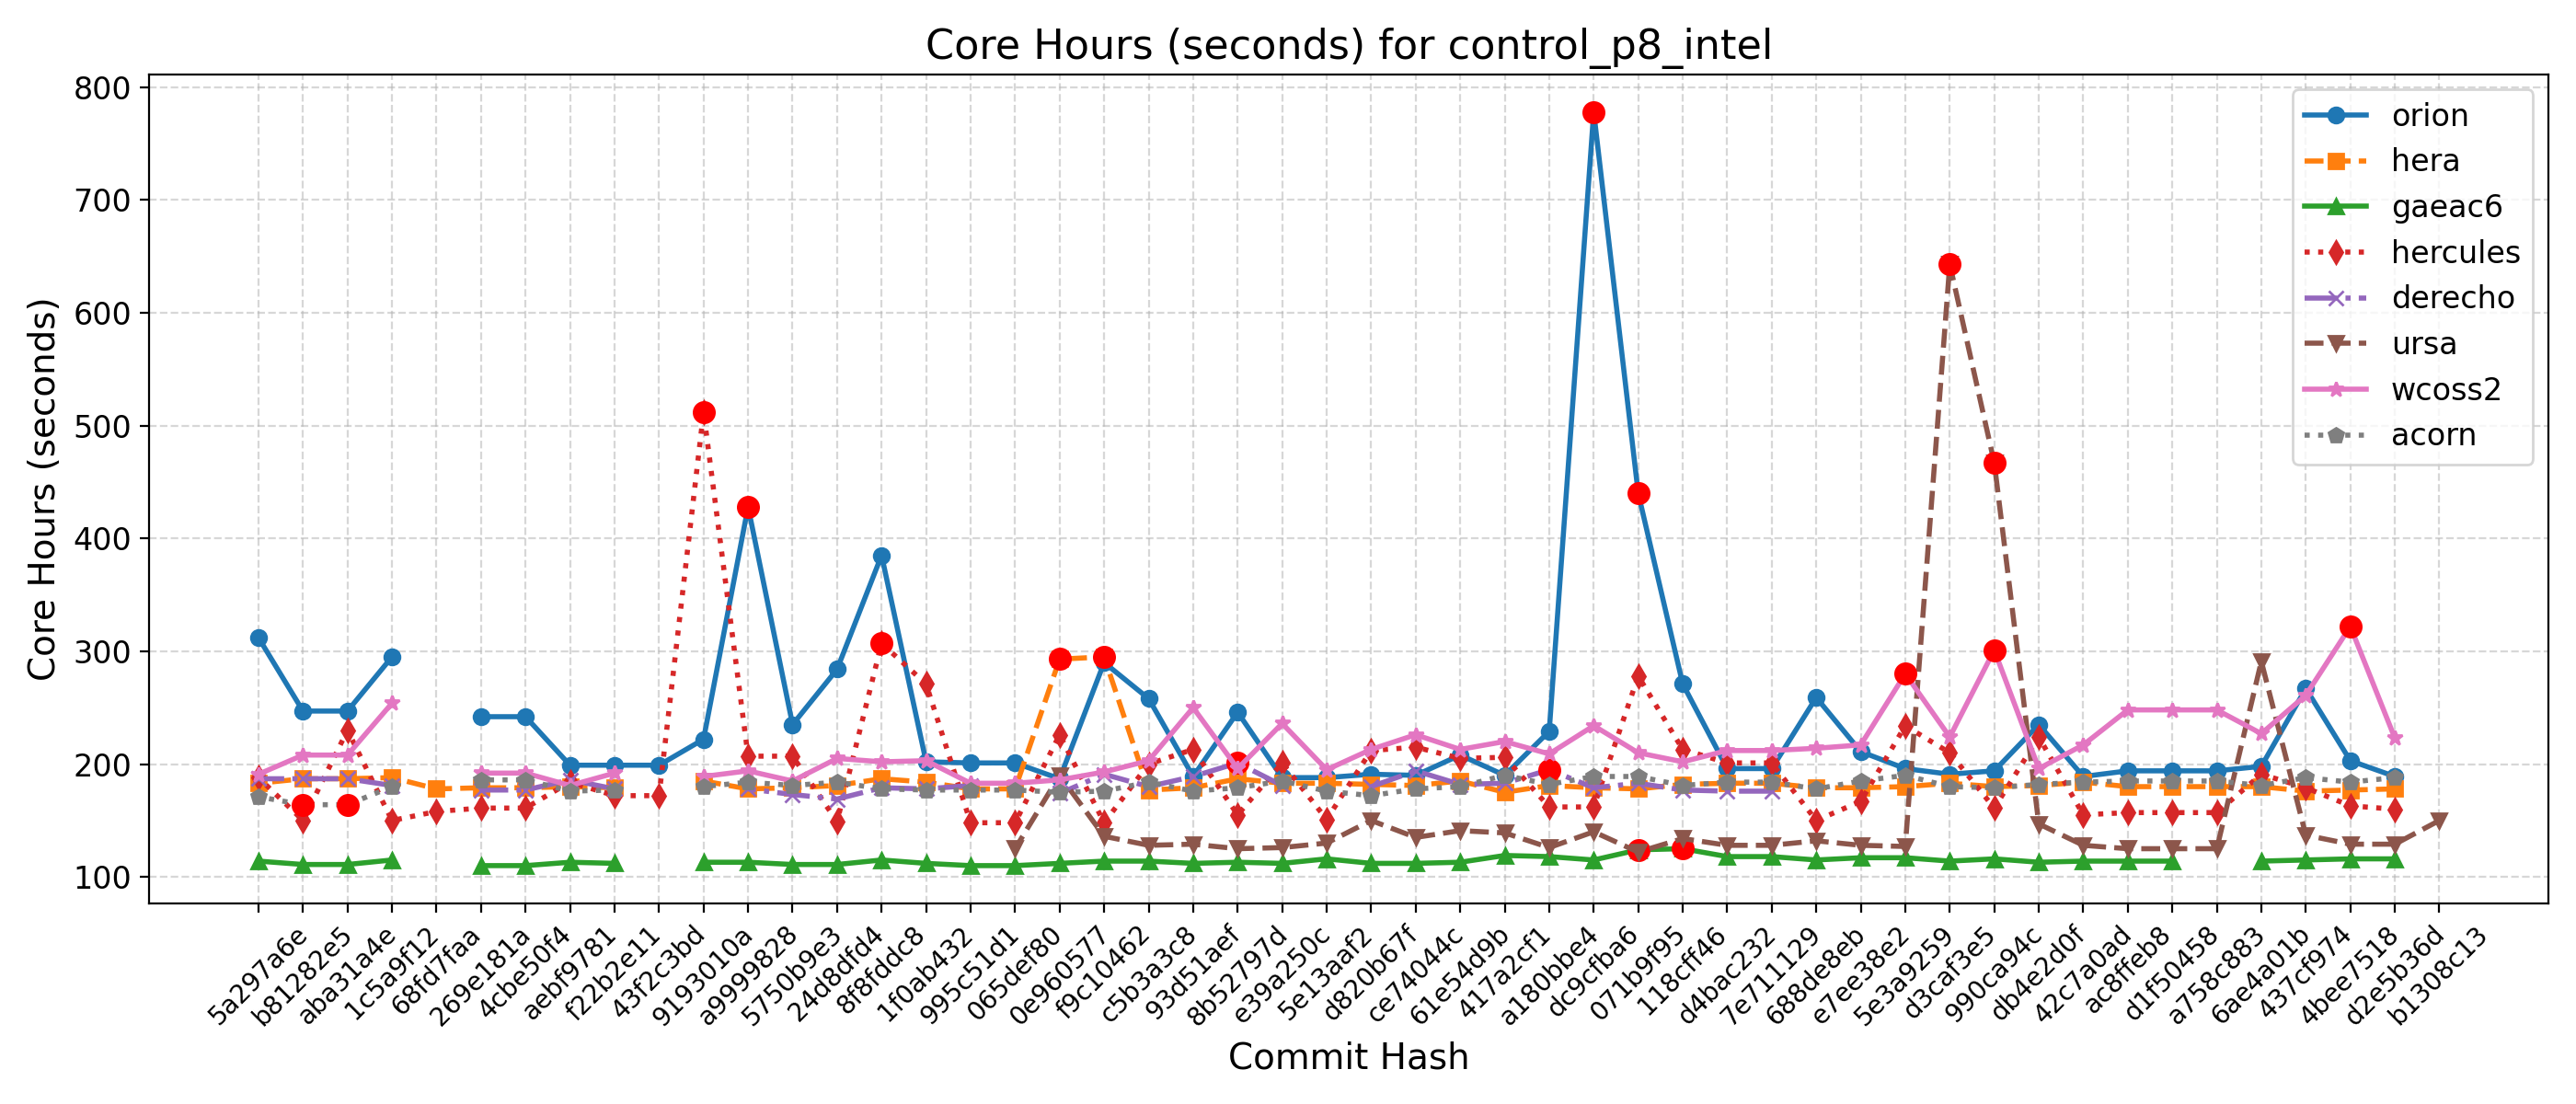 Core Hours (seconds) for control_p8_intel
Core Hours (seconds)
800
700
600
500
400
300
200
100
orion
hera
gaeac6
hercules
derecho
ursa
wcoss2
acorn
5a297a6e
b81282e5
aba31a4e
1c5a9f12
68fd7faa
269e181a
4cbe50f4
aebf9781
f22b2e11
43f2c3bd
9193010a
a9999828
5750b9e3
24d8dfd4
8f8fddc8
1f0ab432
995c51d1
065def80
0e960577
f9c10462
c5b3a3c8
93d51aef
8b52797d
e39a250c
5e13aaf2
d820b67f
ce74044c
61e54d9b
417a2cf1
a180bbe4
dc9cfba6
071b9f95
118cff46
d4bac232
7e711129
688de8eb
e7ee38e2
5e3a9259
d3caf3e5
990ca94c
db4e2d0f
42c7a0ad
ac8ffeb8
d1f50458
a758c883
6ae4a01b
437cf974
4bee7518
d2e5b36d
b1308c13
Commit Hash